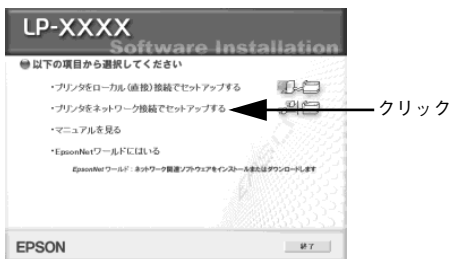 LP-XXXX
Software Installation
以下の項目から選択してください
・プリンタをローカル（直接）接続でセットアップする
・プリンタをネットワーク接続でセットアップする
クリック
・マニュアルを見る
・EpsonNetワールドにはいる
EpsonNetワールド：ネットワーク関連ソフトウェアをインストールまたはダウンロードします
EPSON
終了